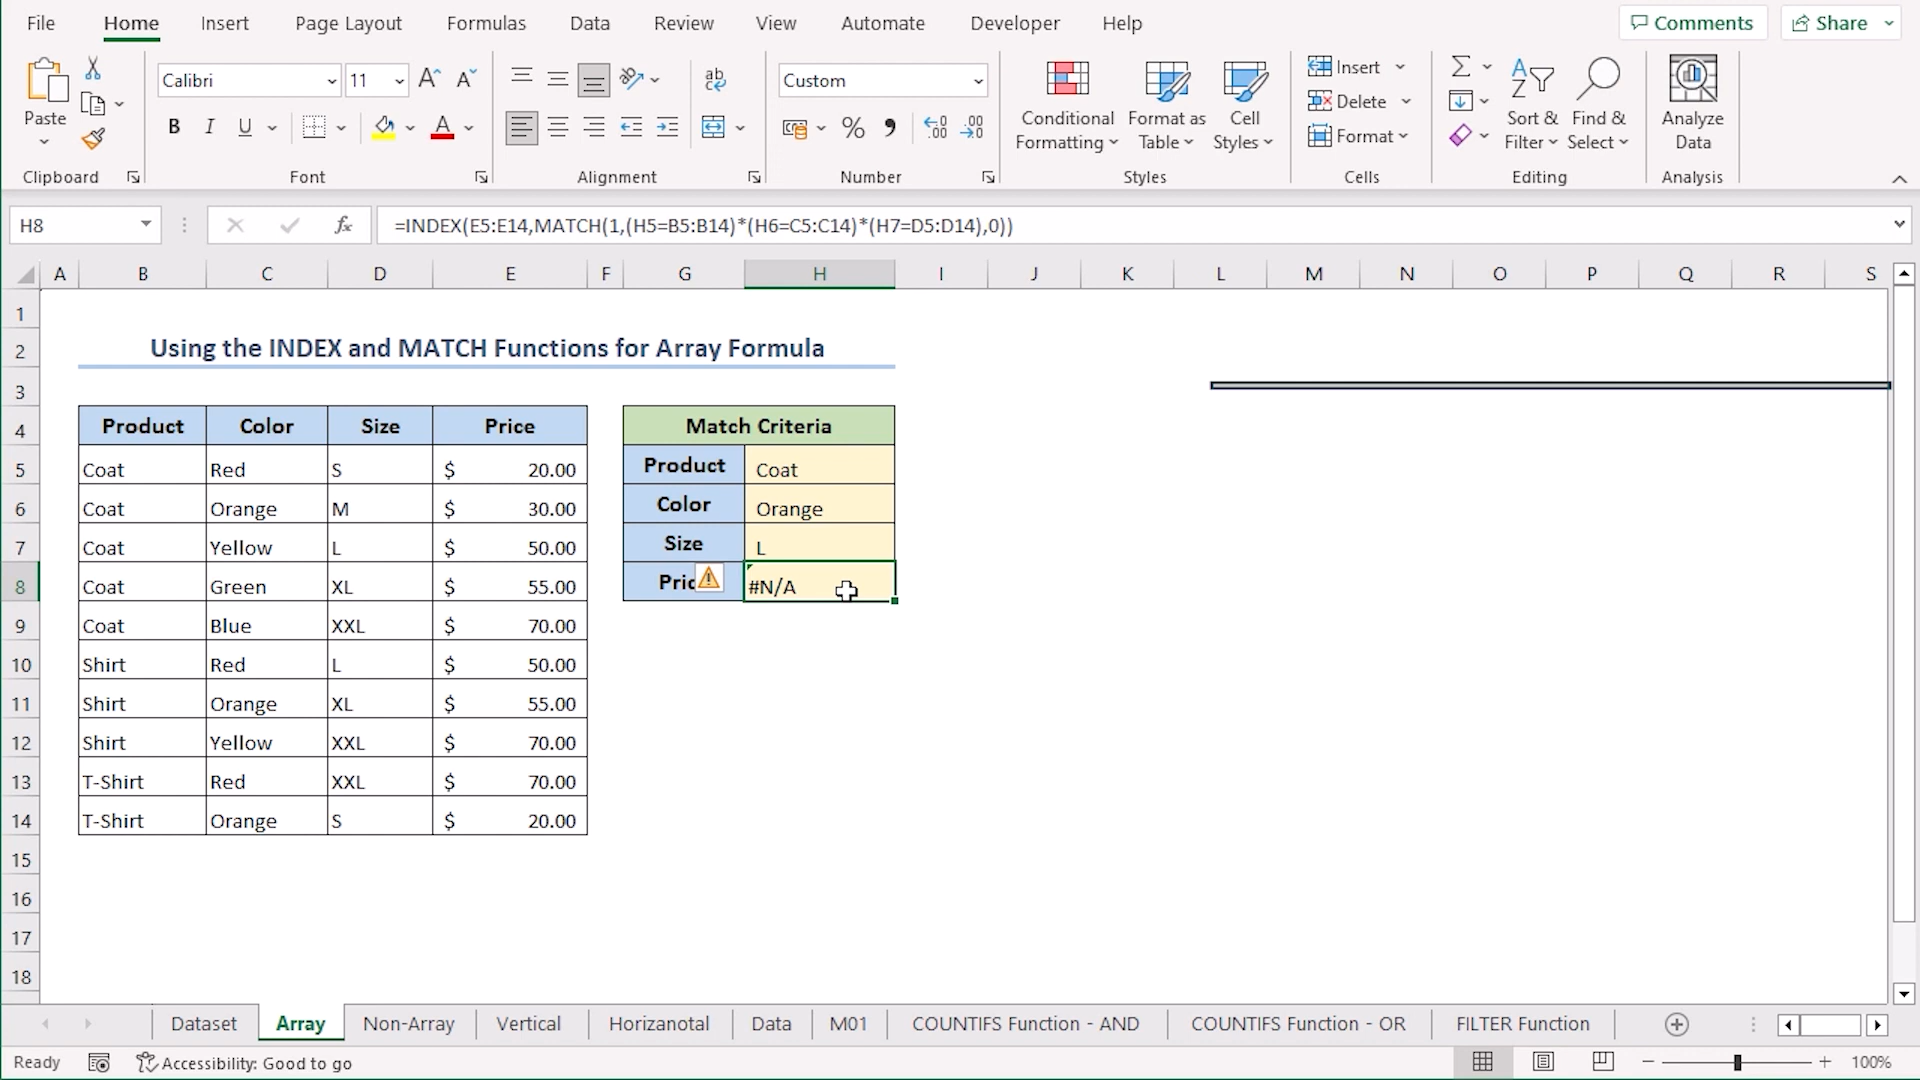 File Home Insert Page Layout Formulas Data Review View Automate Developer Help Comments Share
Calibri 11 Custom Insert
Paste Conditional Formatting Format as Table Cell Styles Delete Sort & Filter Find & Select Analyze Data
B I U % Format
Clipboard Font Alignment Number Styles Cells Editing Analysis
H8 fx =INDEX(E5:E14,MATCH(1,(H5=B5:B14)*(H6=C5:C14)*(H7=D5:D14),0))
A B C D E F G H I J K L M N O P Q R S
1
2 Using the INDEX and MATCH Functions for Array Formula
3
4 Product Color Size Price Match Criteria
5 Coat Red S $ 20.00 Product Coat
6 Coat Orange M $ 30.00 Color Orange
7 Coat Yellow L $ 50.00 Size L
8 Coat Green XL $ 55.00 Pric #N/A
9 Coat Blue XXL $ 70.00
10 Shirt Red L $ 50.00
11 Shirt Orange XL $ 55.00
12 Shirt Yellow XXL $ 70.00
13 T-Shirt Red XXL $ 70.00
14 T-Shirt Orange S $ 20.00
15
16
17
18
Dataset Array Non-Array Vertical Horizanotal Data M01 COUNTIFS Function - AND COUNTIFS Function - OR FILTER Function
Ready Accessibility: Good to go 100%